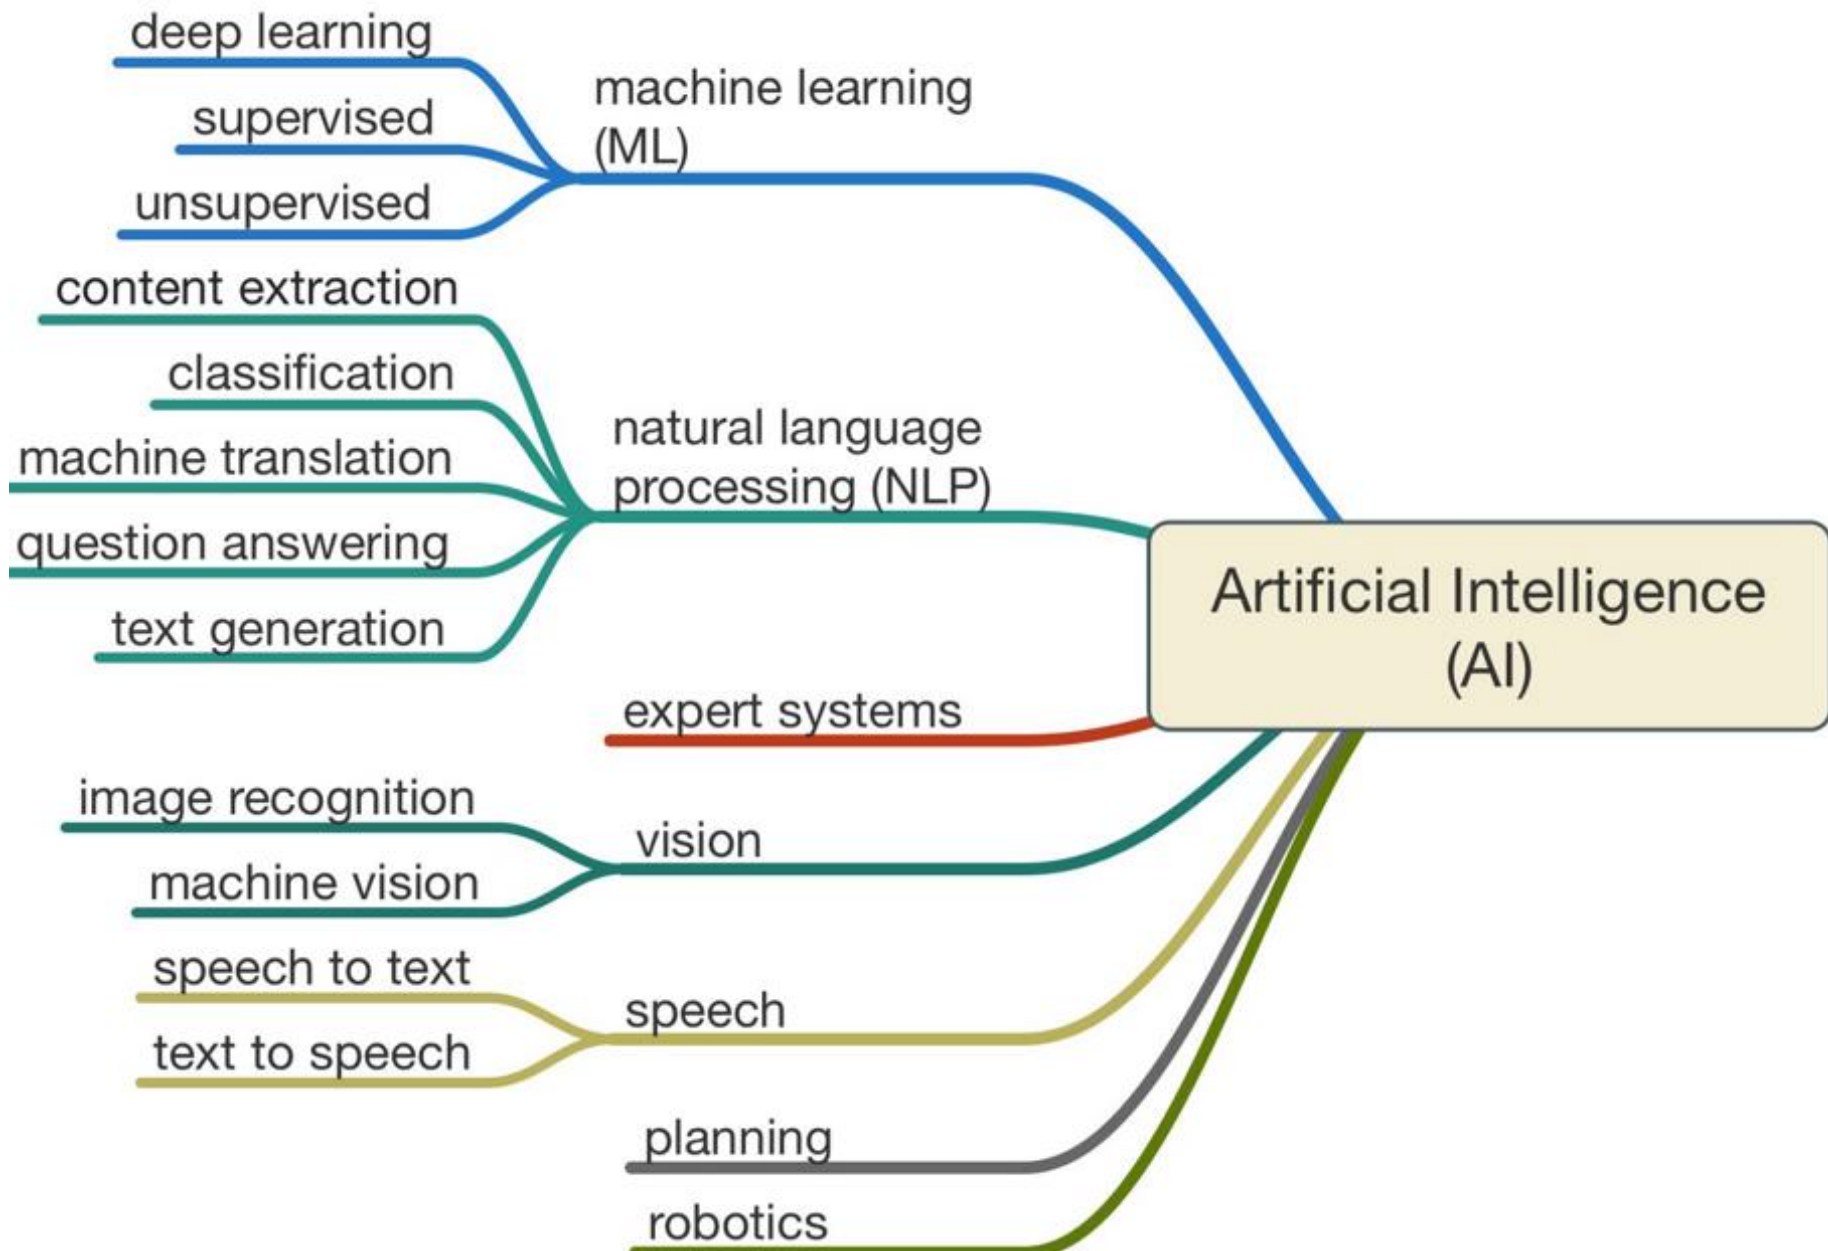 deep learning
supervised
unsupervised
machine learning
(ML)
content extraction
classification
machine translation
question answering
text generation
natural language
processing (NLP)
Artificial Intelligence
(AI)
expert systems
image recognition
machine vision
vision
speech to text
text to speech
speech
planning
robotics